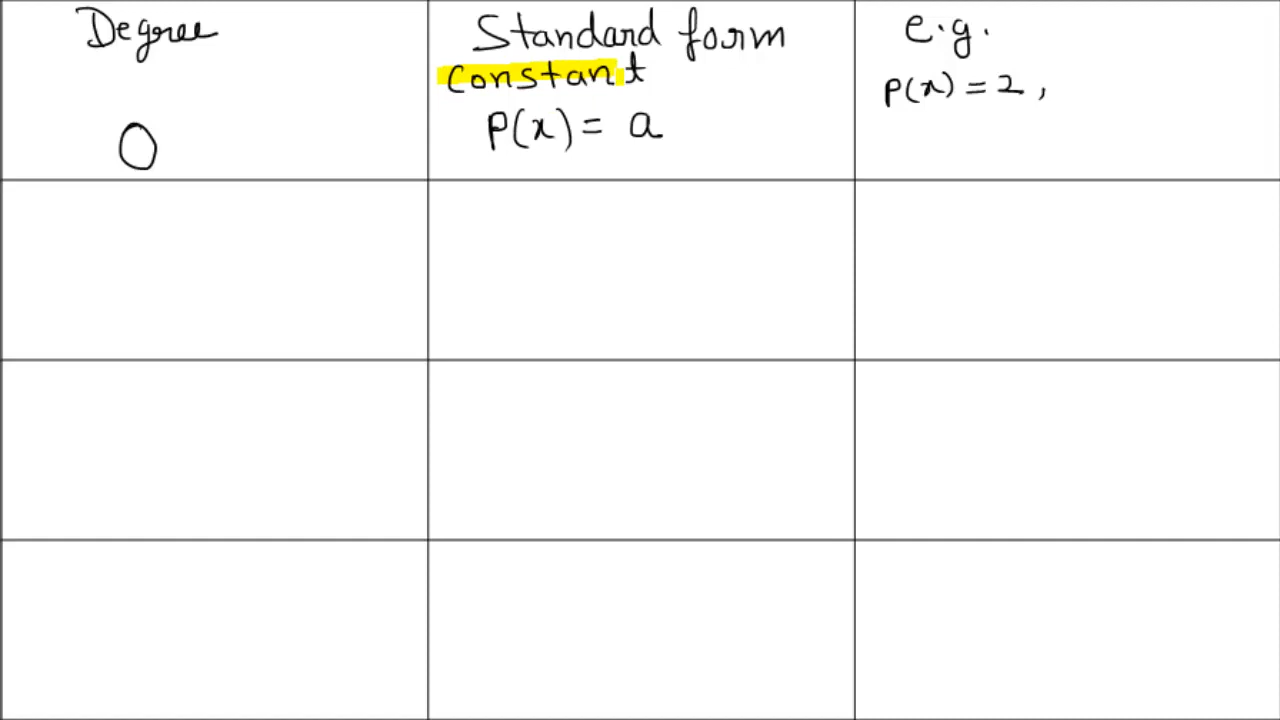 Degree
Standard form
e.g.
constant
p(x) = 2,
0
p(x) = a